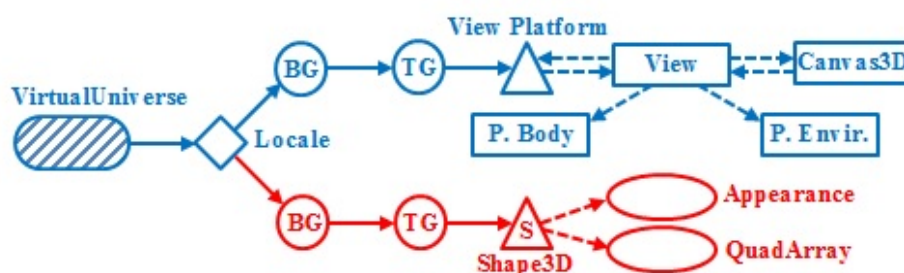 View Platform
BG
TG
View
Canvas3D
VirtualUniverse
Locale
P. Body
P. Envir.
BG
TG
S
Shape3D
Appearance
QuadArray